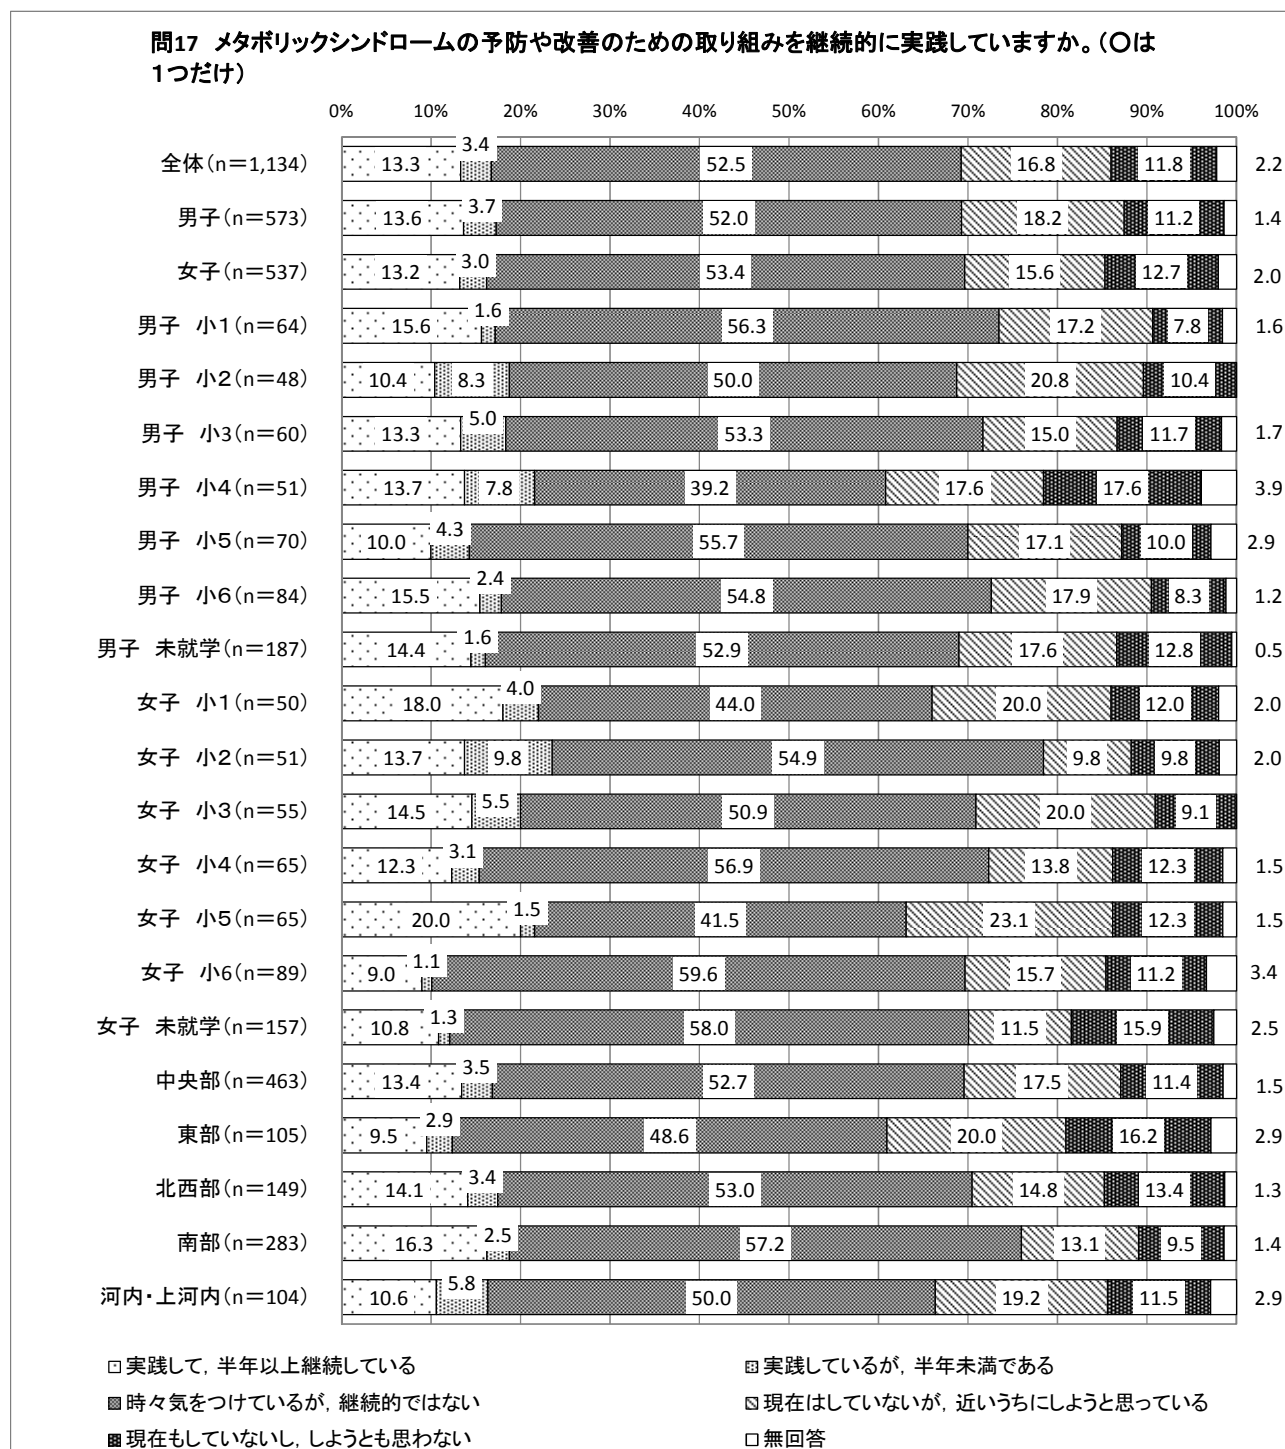 問17　メタボリックシンドロームの予防や改善のための取り組みを継続的に実践していますか。（○は
１つだけ）
0% 10% 20% 30% 40% 50% 60% 70% 80% 90% 100%
全体（n＝1,134） 13.3 3.4 52.5 16.8 11.8 2.2
男子（n＝573） 13.6 3.7 52.0 18.2 11.2 1.4
女子（n＝537） 13.2 3.0 53.4 15.6 12.7 2.0
男子　小１（n＝64） 15.6 1.6 56.3 17.2 7.8 1.6
男子　小２（n＝48） 10.4 8.3 50.0 20.8 10.4
男子　小３（n＝60） 13.3 5.0 53.3 15.0 11.7 1.7
男子　小４（n＝51） 13.7 7.8 39.2 17.6 17.6 3.9
男子　小５（n＝70） 10.0 4.3 55.7 17.1 10.0 2.9
男子　小６（n＝84） 15.5 2.4 54.8 17.9 8.3 1.2
男子　未就学（n＝187） 14.4 1.6 52.9 17.6 12.8 0.5
女子　小１（n＝50） 18.0 4.0 44.0 20.0 12.0 2.0
女子　小２（n＝51） 13.7 9.8 54.9 9.8 9.8 2.0
女子　小３（n＝55） 14.5 5.5 50.9 20.0 9.1
女子　小４（n＝65） 12.3 3.1 56.9 13.8 12.3 1.5
女子　小５（n＝65） 20.0 1.5 41.5 23.1 12.3 1.5
女子　小６（n＝89） 9.0 1.1 59.6 15.7 11.2 3.4
女子　未就学（n＝157） 10.8 1.3 58.0 11.5 15.9 2.5
中央部（n＝463） 13.4 3.5 52.7 17.5 11.4 1.5
東部（n＝105） 9.5 2.9 48.6 20.0 16.2 2.9
北西部（n＝149） 14.1 3.4 53.0 14.8 13.4 1.3
南部（n＝283） 16.3 2.5 57.2 13.1 9.5 1.4
河内・上河内（n＝104） 10.6 5.8 50.0 19.2 11.5 2.9
実践して，半年以上継続している 実践しているが，半年未満である
時々気をつけているが，継続的ではない 現在はしていないが，近いうちにしようと思っている
現在もしていないし，しようとも思わない 無回答